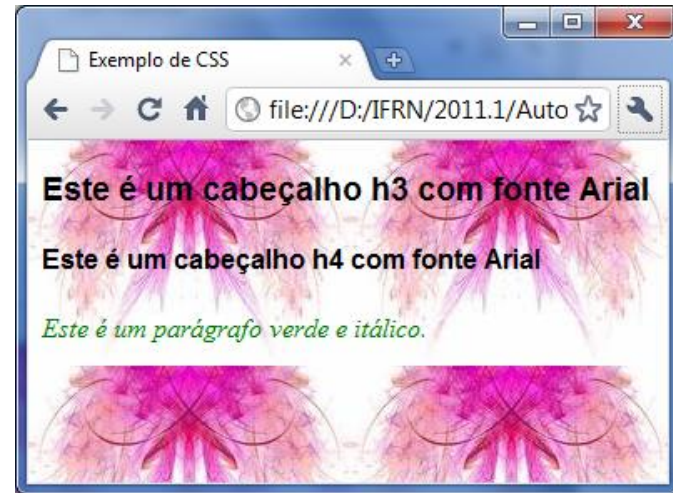 Exemplo de CSS
file:///D:/IFRN/2011.1/Auto
Este é um cabeçalho h3 com fonte Arial
Este é um cabeçalho h4 com fonte Arial
Este é um parágrafo verde e itálico.